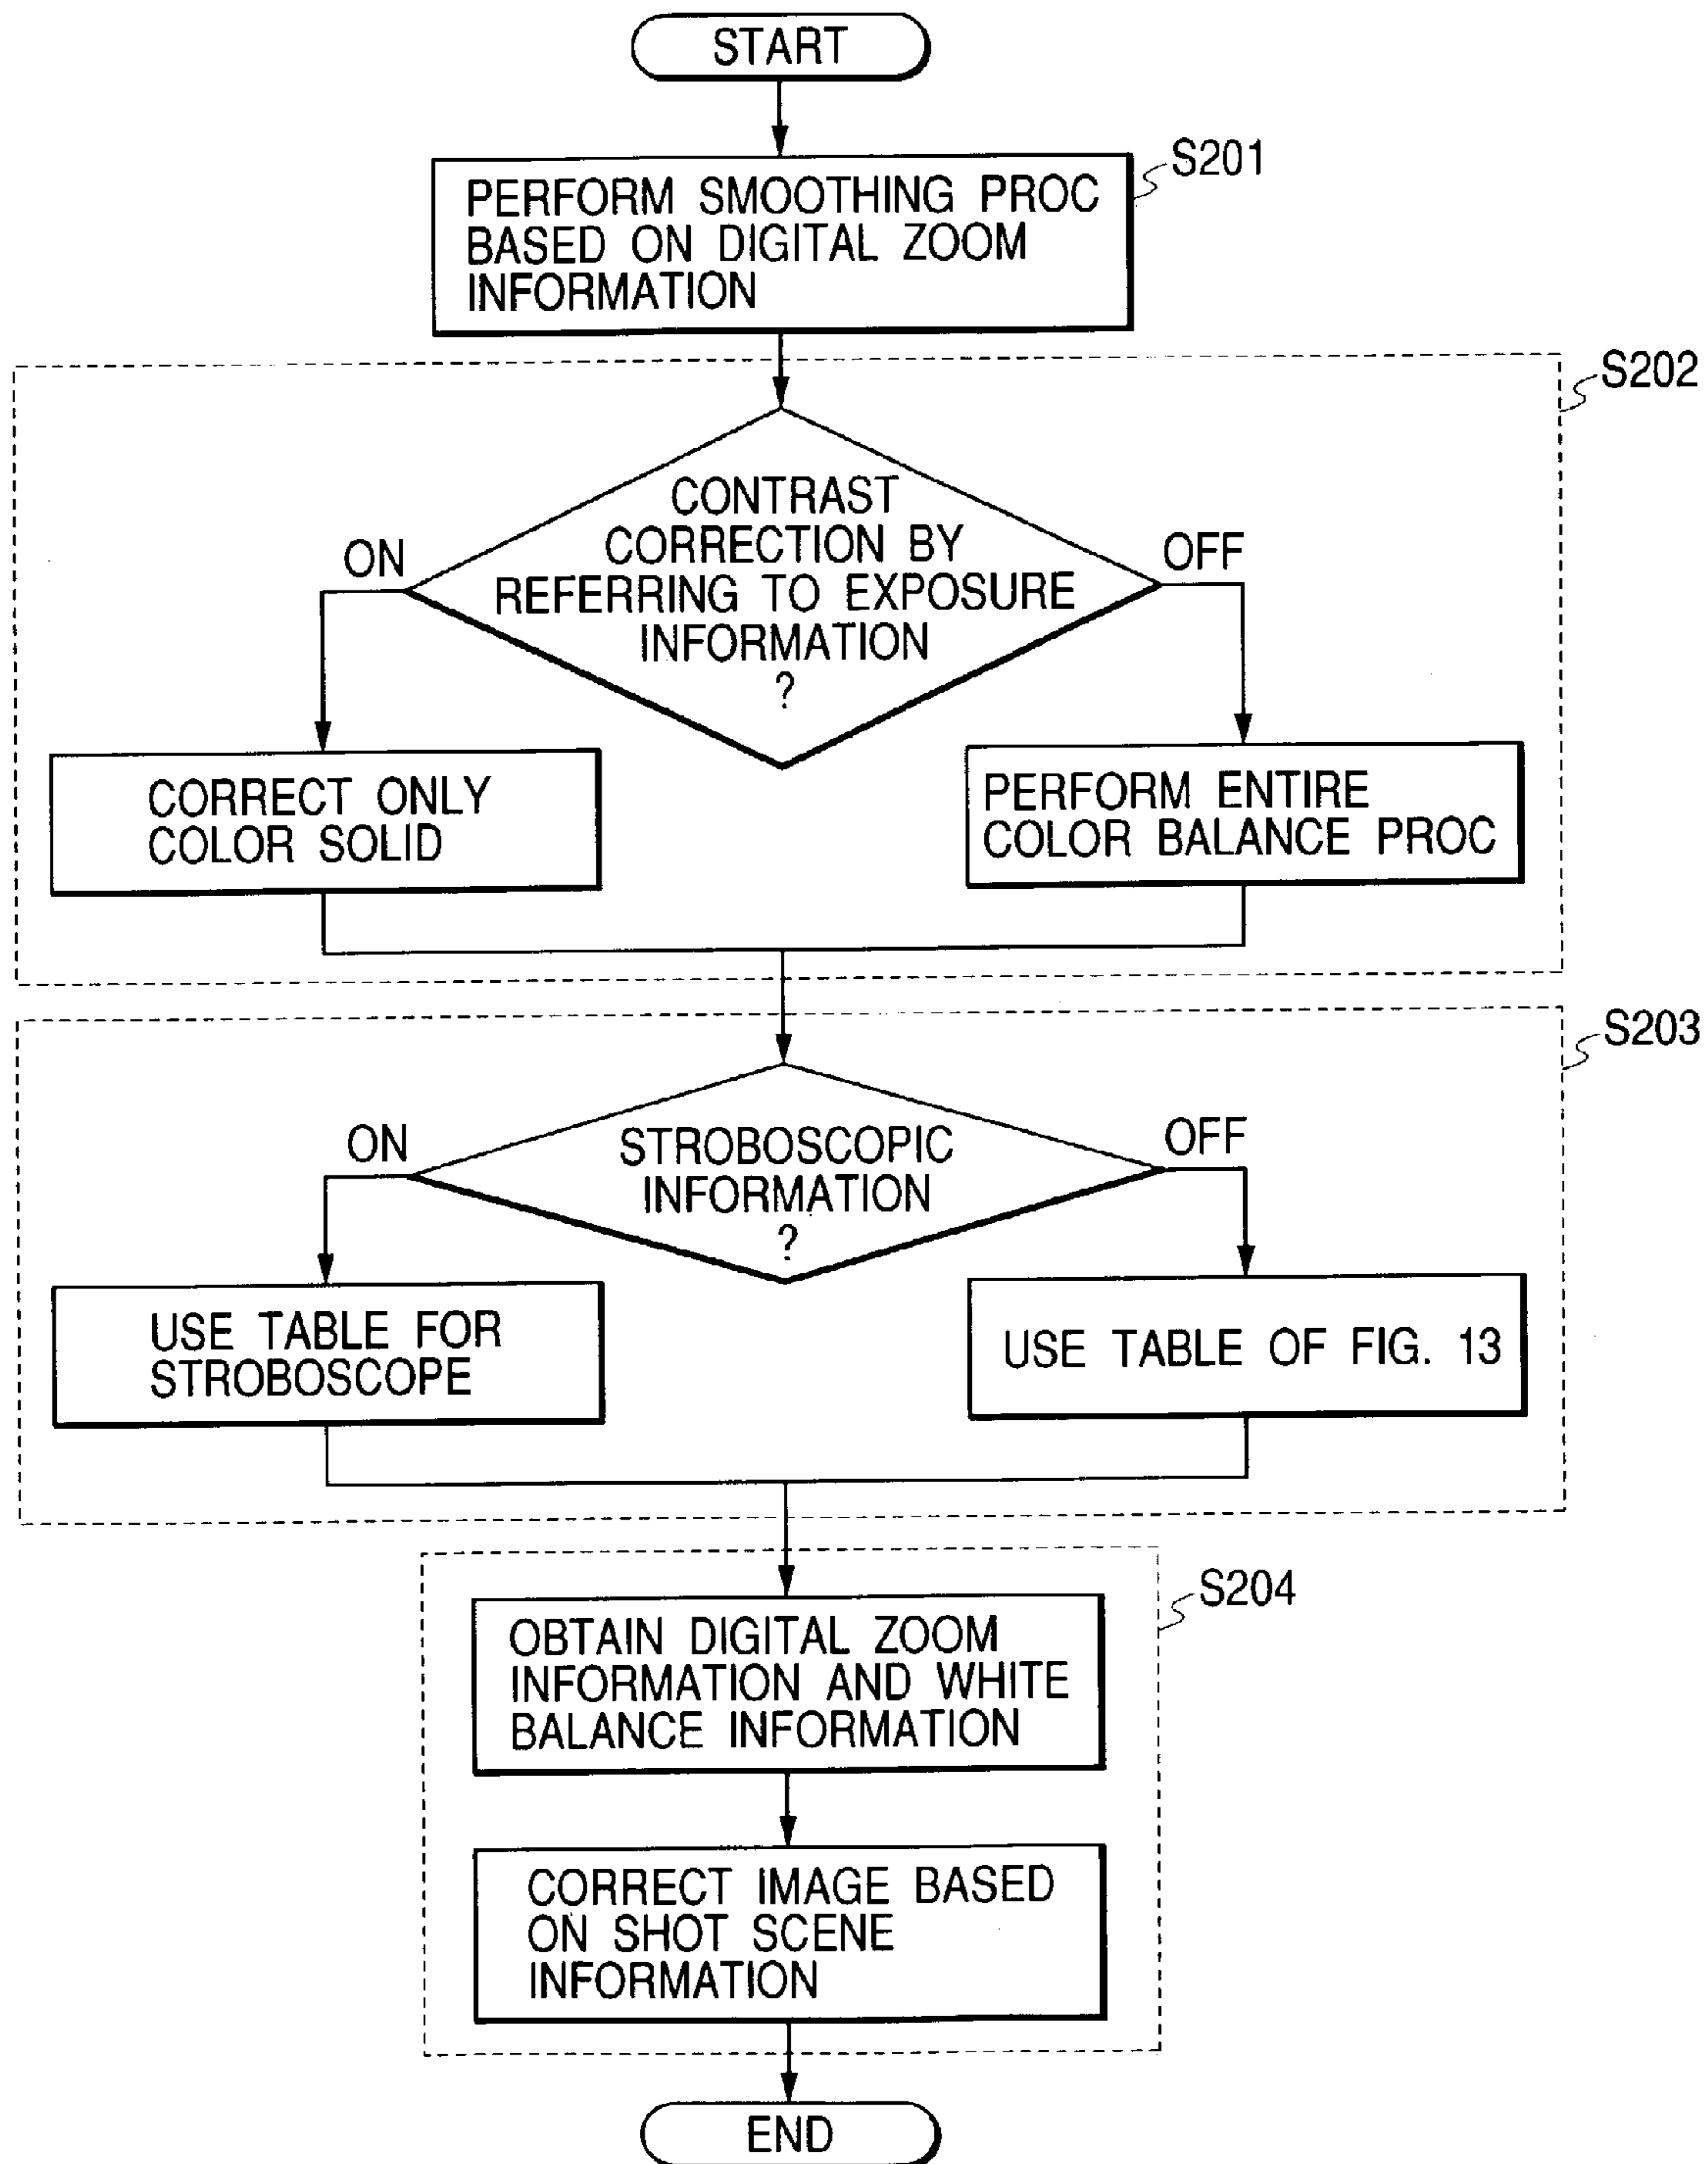 START
S201
PERFORM SMOOTHING PROC
BASED ON DIGITAL ZOOM
INFORMATION
S202
CONTRAST
CORRECTION BY
REFERRING TO EXPOSURE
INFORMATION
?
ON
OFF
CORRECT ONLY
COLOR SOLID
PERFORM ENTIRE
COLOR BALANCE PROC
S203
STROBOSCOPIC
INFORMATION
?
ON
OFF
USE TABLE FOR
STROBOSCOPE
USE TABLE OF FIG. 13
S204
OBTAIN DIGITAL ZOOM
INFORMATION AND WHITE
BALANCE INFORMATION
CORRECT IMAGE BASED
ON SHOT SCENE
INFORMATION
END